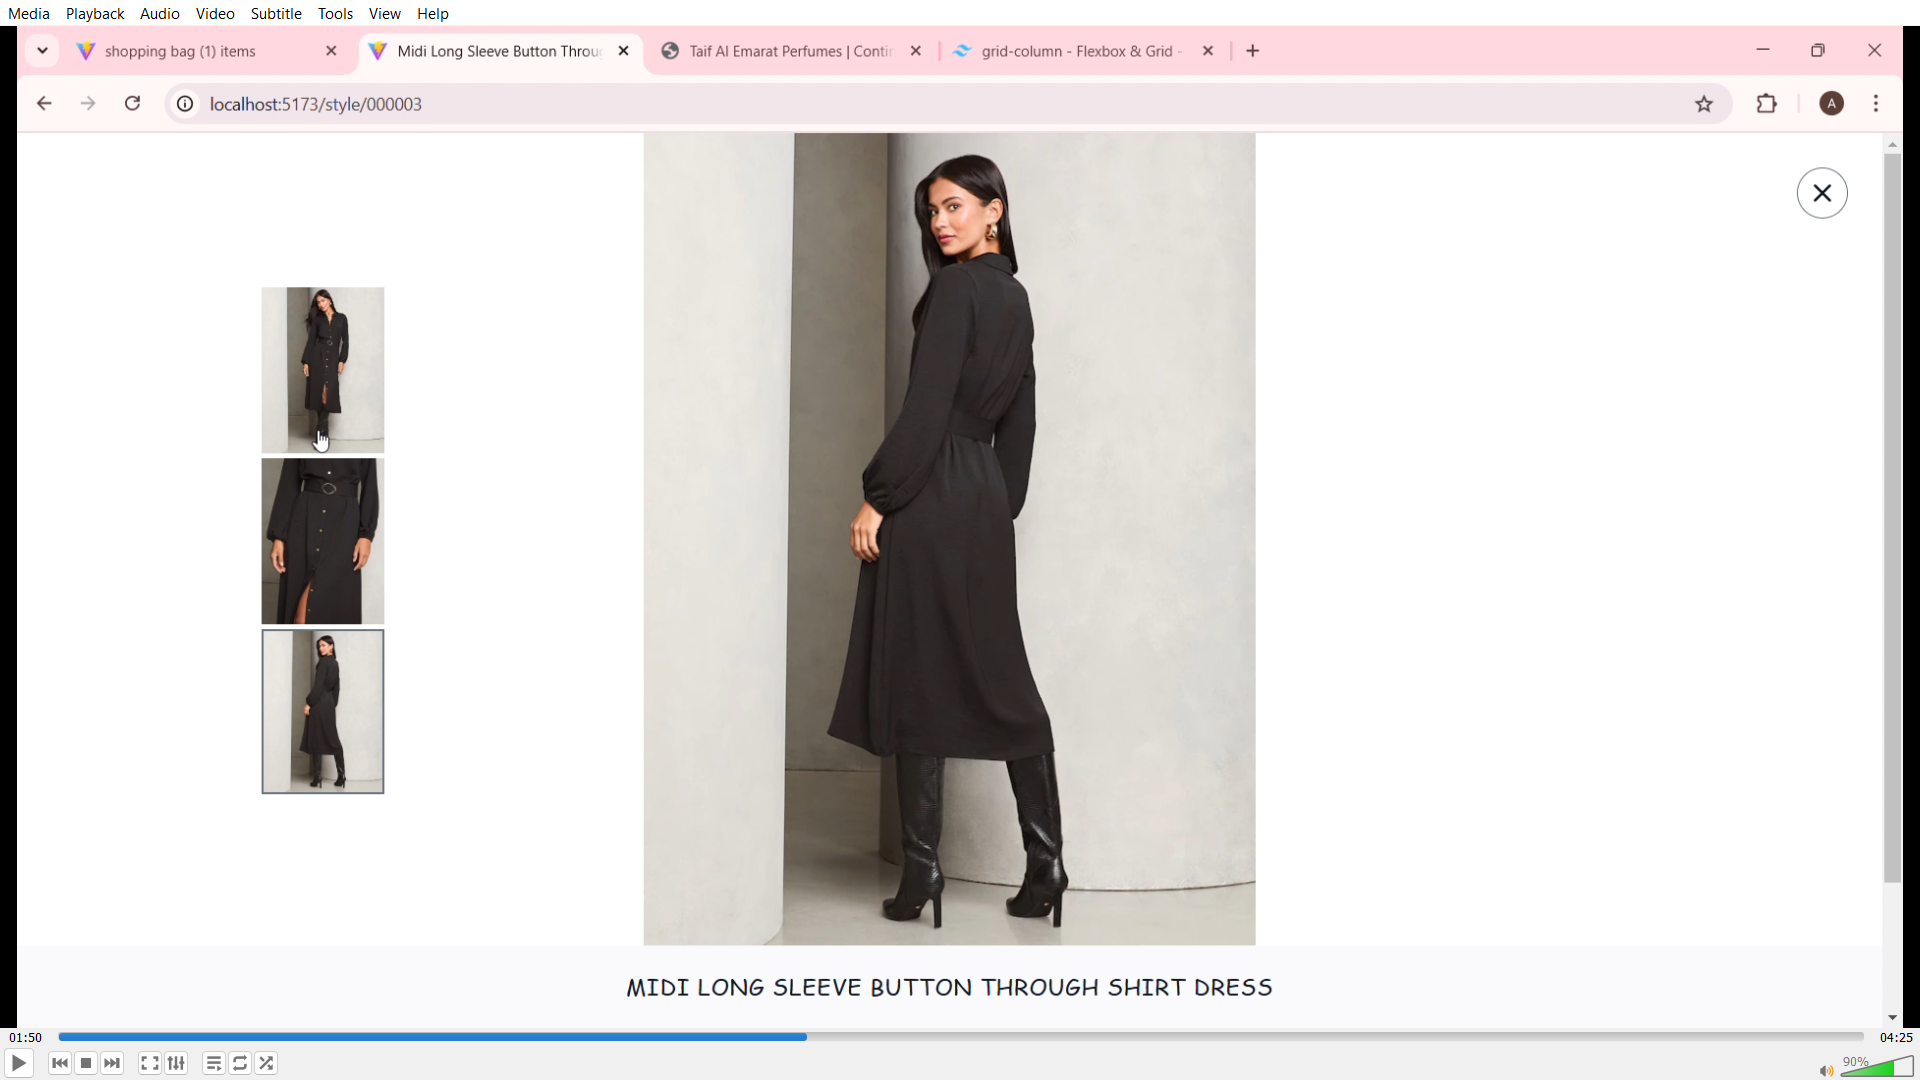 Media Playback Audio Video Subtitle Tools View Help
shopping bag (1) items
Midi Long Sleeve Button Throug
Taif Al Emarat Perfumes | Contin
grid-column - Flexbox & Grid -
localhost:5173/style/000003
A
MIDI LONG SLEEVE BUTTON THROUGH SHIRT DRESS
01:50
04:25
90%